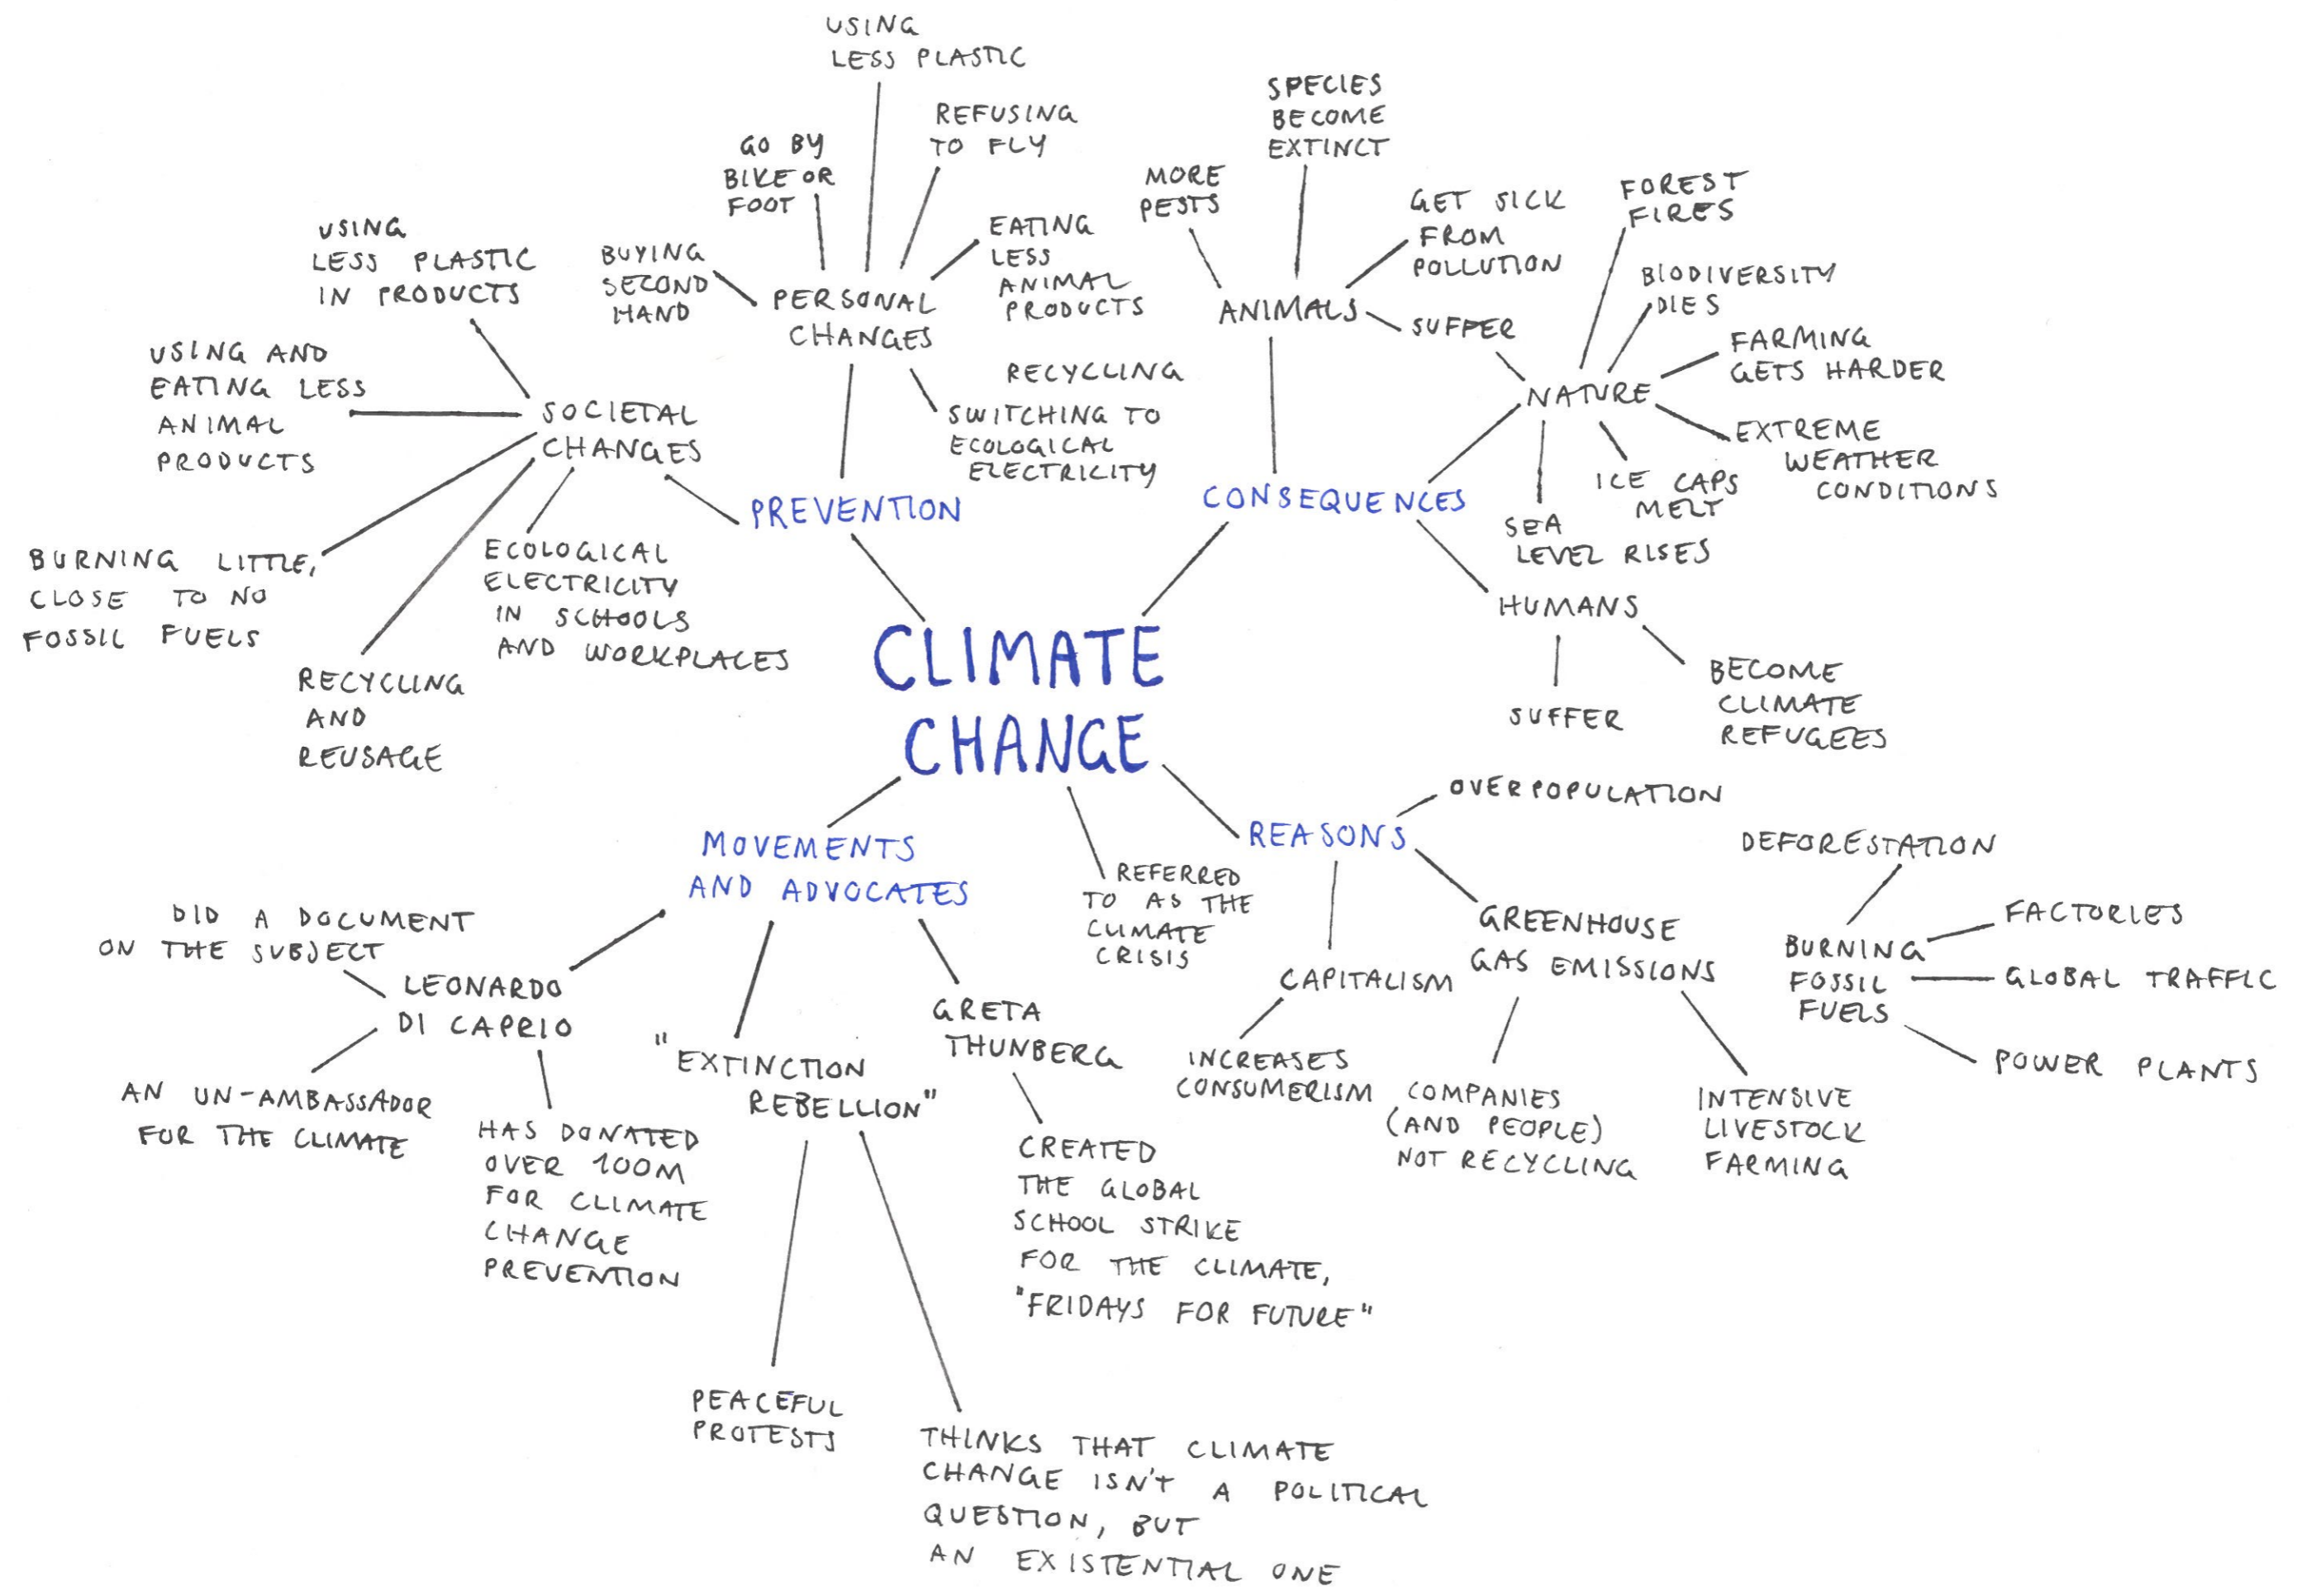 USING
LESS PLASTIC
REFUSING
TO FLY
GO BY
BIKE OR
FOOT
BUYING
SECOND
HAND
EATING
LESS
ANIMAL
PRODUCTS
PERSONAL
CHANGES
RECYCLING
SWITCHING TO
ECOLOGICAL
ELECTRICITY
USING
LESS PLASTIC
IN PRODUCTS
USING AND
EATING LESS
ANIMAL
PRODUCTS
SOCIETAL
CHANGES
BURNING LITTLE,
CLOSE TO NO
FOSSIL FUELS
RECYCLING
AND
REUSAGE
ECOLOGICAL
ELECTRICITY
IN SCHOOLS
AND WORKPLACES
PREVENTION
SPECIES
BECOME
EXTINCT
MORE
PESTS
GET SICK
FROM
POLLUTION
ANIMALS
SUFFER
FOREST
FIRES
BIODIVERSITY
DIES
FARMING
GETS HARDER
NATURE
EXTREME
WEATHER
CONDITIONS
ICE CAPS
MELT
SEA
LEVEL RISES
CONSEQUENCES
HUMANS
SUFFER
BECOME
CLIMATE
REFUGEES
CLIMATE
CHANGE
MOVEMENTS
AND ADVOCATES
REFERRED
TO AS THE
CLIMATE
CRISIS
REASONS
OVERPOPULATION
DEFORESTATION
GREENHOUSE
GAS EMISSIONS
CAPITALISM
INCREASES
CONSUMERISM
COMPANIES
(AND PEOPLE)
NOT RECYCLING
INTENSIVE
LIVESTOCK
FARMING
BURNING
FOSSIL
FUELS
FACTORIES
GLOBAL TRAFFIC
POWER PLANTS
DID A DOCUMENT
ON THE SUBJECT
LEONARDO
DI CAPRIO
AN UN-AMBASSADOR
FOR THE CLIMATE
HAS DONATED
OVER 100M
FOR CLIMATE
CHANGE
PREVENTION
"EXTINCTION
REBELLION"
GRETA
THUNBERG
CREATED
THE GLOBAL
SCHOOL STRIKE
FOR THE CLIMATE,
"FRIDAYS FOR FUTURE"
PEACEFUL
PROTESTS
THINKS THAT CLIMATE
CHANGE ISN'T A POLITICAL
QUESTION, BUT
AN EXISTENTIAL ONE